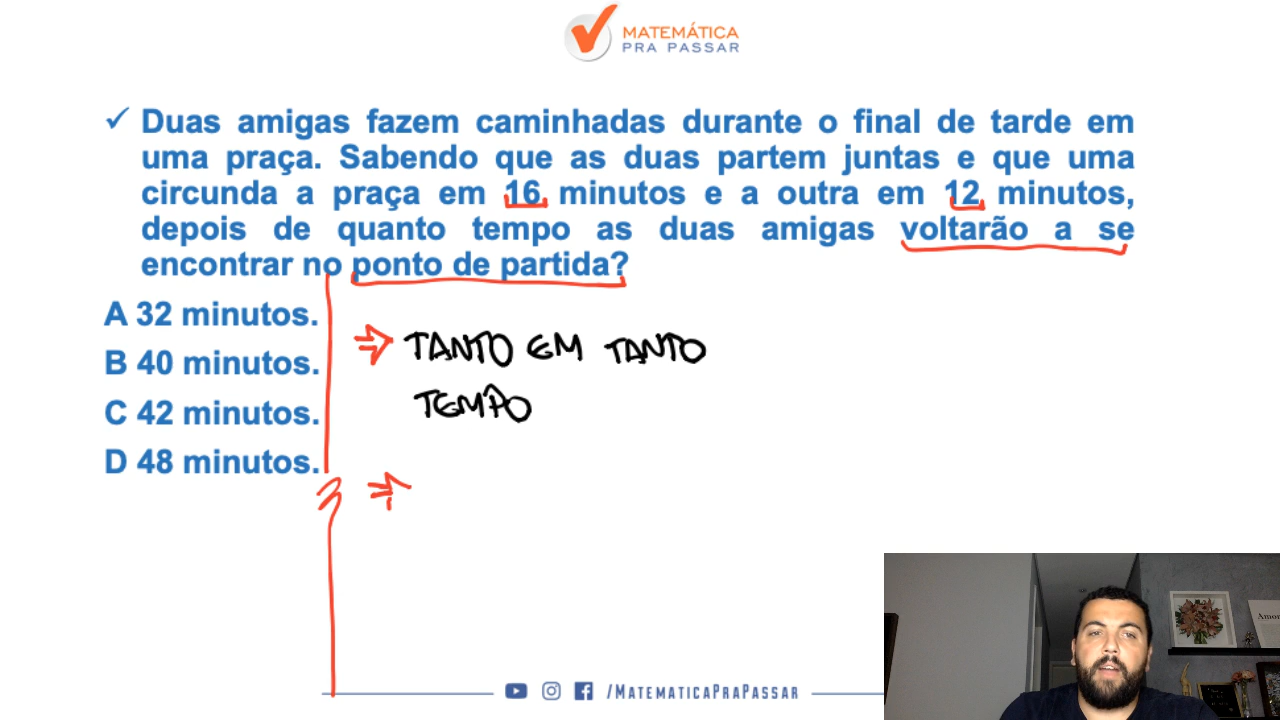 MATEMÁTICA
PRA PASSAR
✓ Duas amigas fazem caminhadas durante o final de tarde em
uma praça. Sabendo que as duas partem juntas e que uma
circunda a praça em 16 minutos e a outra em 12 minutos,
depois de quanto tempo as duas amigas voltarão a se
encontrar no ponto de partida?
A 32 minutos.
B 40 minutos.
C 42 minutos.
D 48 minutos.
⇒ TANTO EM TANTO
TEMPO
⇒
/MATEMATICAPRAPASSAR
Amor